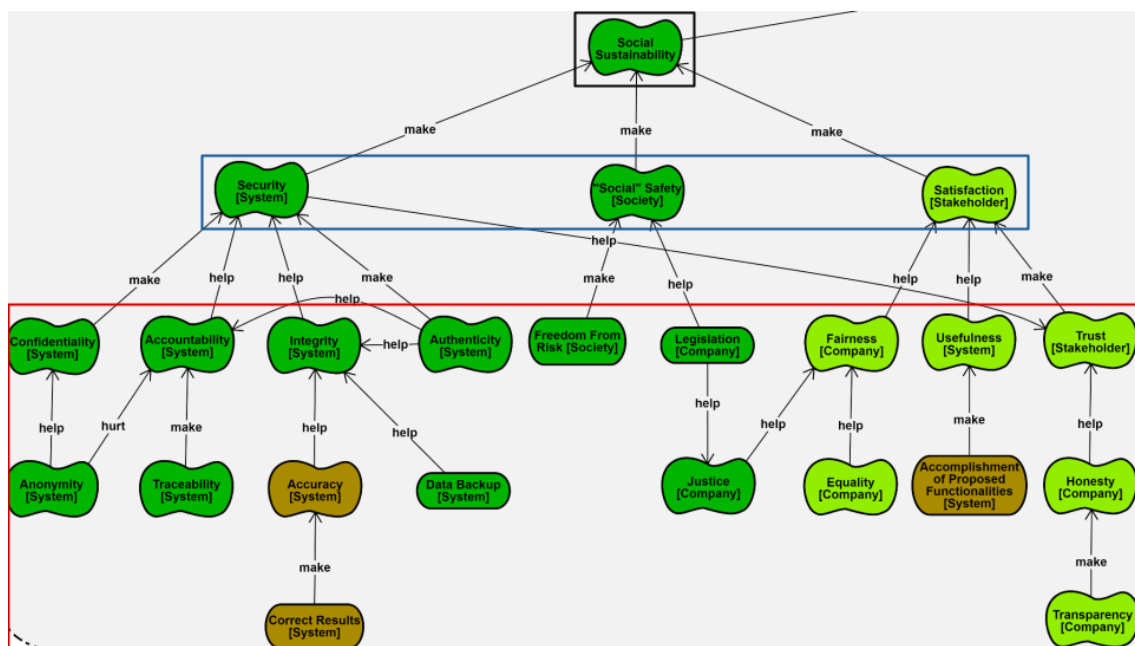 Social
Sustainability
make
make
make
Security
[System]
"Social" Safety
[Society]
Satisfaction
[Stakeholder]
help
make
help
help
make
make
help
help
help
make
help
Confidentiality
[System]
Accountability
[System]
Integrity
[System]
help
Authenticity
[System]
Freedom From
Risk [Society]
Legislation
[Company]
Fairness
[Company]
Usefulness
[System]
Trust
[Stakeholder]
help
hurt
make
help
help
help
help
help
make
help
Anonymity
[System]
Traceability
[System]
Accuracy
[System]
Data Backup
[System]
Justice
[Company]
Equality
[Company]
Accomplishment
of Proposed
Functionalities
[System]
Honesty
[Company]
make
make
Correct Results
[System]
Transparency
[Company]